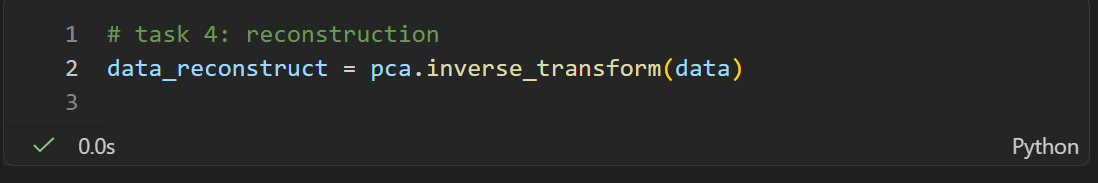 1 # task 4: reconstruction
2 data_reconstruct = pca.inverse_transform(data)
3
0.0s Python